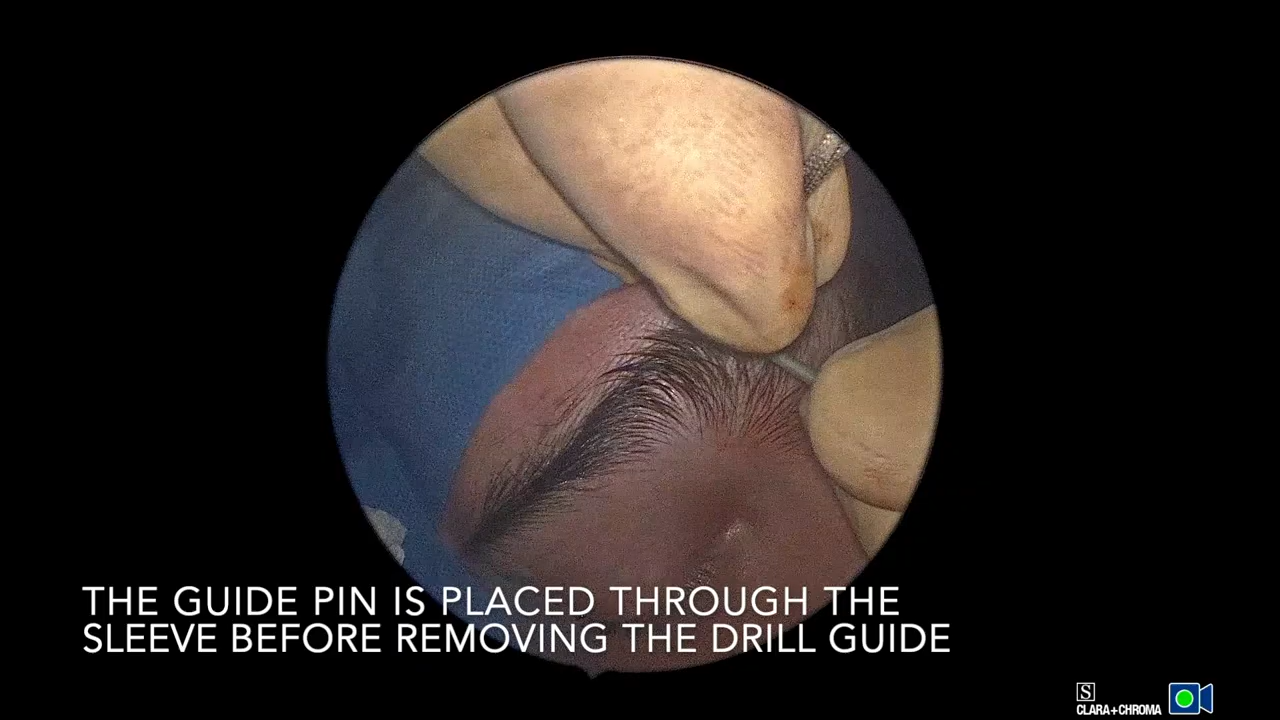 THE GUIDE PIN IS PLACED THROUGH THE
SLEEVE BEFORE REMOVING THE DRILL GUIDE
S
CLARA+CHROMA